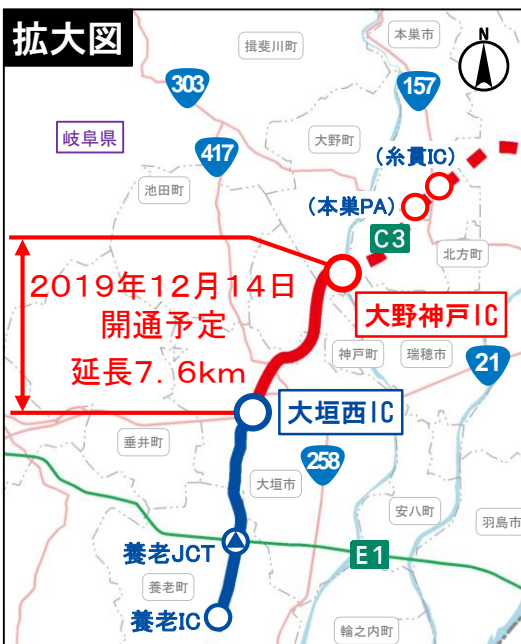 拡大図
揖斐川町
本巣市
N
303
157
岐阜県
417
大野町
(糸貫IC)
池田町
(本巣PA)
C3
北方町
2019年12月14日
開通予定
延長7.6km
大野神戸IC
神戸町
瑞穂市
21
大垣西IC
垂井町
258
大垣市
安八町
羽島市
養老JCT
E1
養老町
養老IC
輪之内町